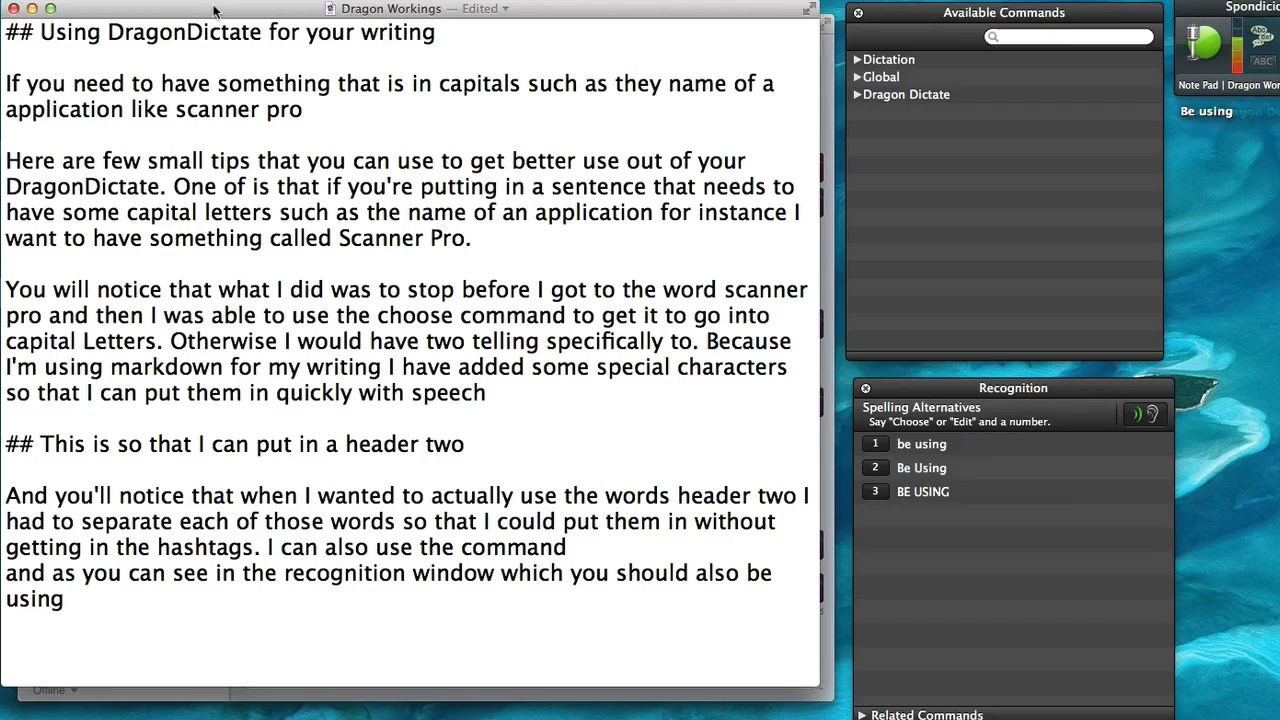 Dragon Workings — Edited
## Using DragonDictate for your writing
If you need to have something that is in capitals such as they name of a
application like scanner pro
Here are few small tips that you can use to get better use out of your
DragonDictate. One of is that if you're putting in a sentence that needs to
have some capital letters such as the name of an application for instance I
want to have something called Scanner Pro.
You will notice that what I did was to stop before I got to the word scanner
pro and then I was able to use the choose command to get it to go into
capital Letters. Otherwise I would have two telling specifically to. Because
I'm using markdown for my writing I have added some special characters
so that I can put them in quickly with speech
## This is so that I can put in a header two
And you'll notice that when I wanted to actually use the words header two I
had to separate each of those words so that I could put them in without
getting in the hashtags. I can also use the command
and as you can see in the recognition window which you should also be
using
Offline
Available Commands
Dictation
Global
Dragon Dictate
Recognition
Spelling Alternatives
Say "Choose" or "Edit" and a number.
1 be using
2 Be Using
3 BE USING
Related Commands
Spondicio
ABC
Note Pad | Dragon Wor
Be using